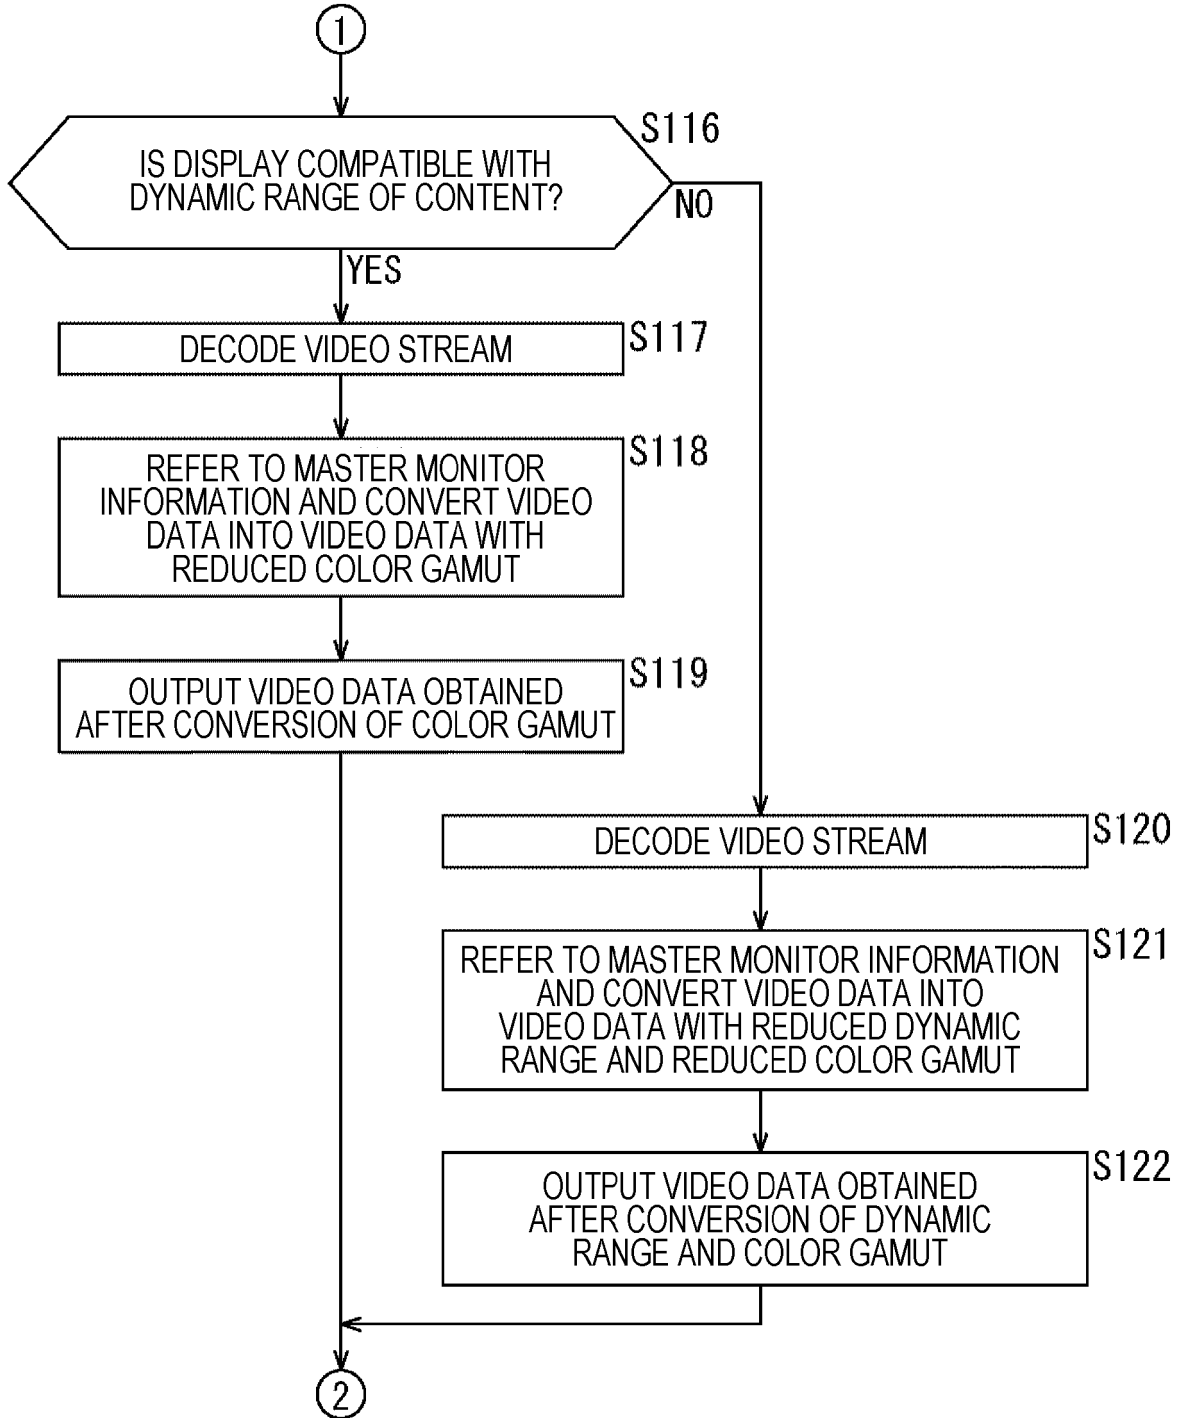 1
S116
IS DISPLAY COMPATIBLE WITH
DYNAMIC RANGE OF CONTENT?
NO
YES
S117
DECODE VIDEO STREAM
S118
REFER TO MASTER MONITOR
INFORMATION AND CONVERT VIDEO
DATA INTO VIDEO DATA WITH
REDUCED COLOR GAMUT
S119
OUTPUT VIDEO DATA OBTAINED
AFTER CONVERSION OF COLOR GAMUT
S120
DECODE VIDEO STREAM
S121
REFER TO MASTER MONITOR INFORMATION
AND CONVERT VIDEO DATA INTO
VIDEO DATA WITH REDUCED DYNAMIC
RANGE AND REDUCED COLOR GAMUT
S122
OUTPUT VIDEO DATA OBTAINED
AFTER CONVERSION OF DYNAMIC
RANGE AND COLOR GAMUT
2